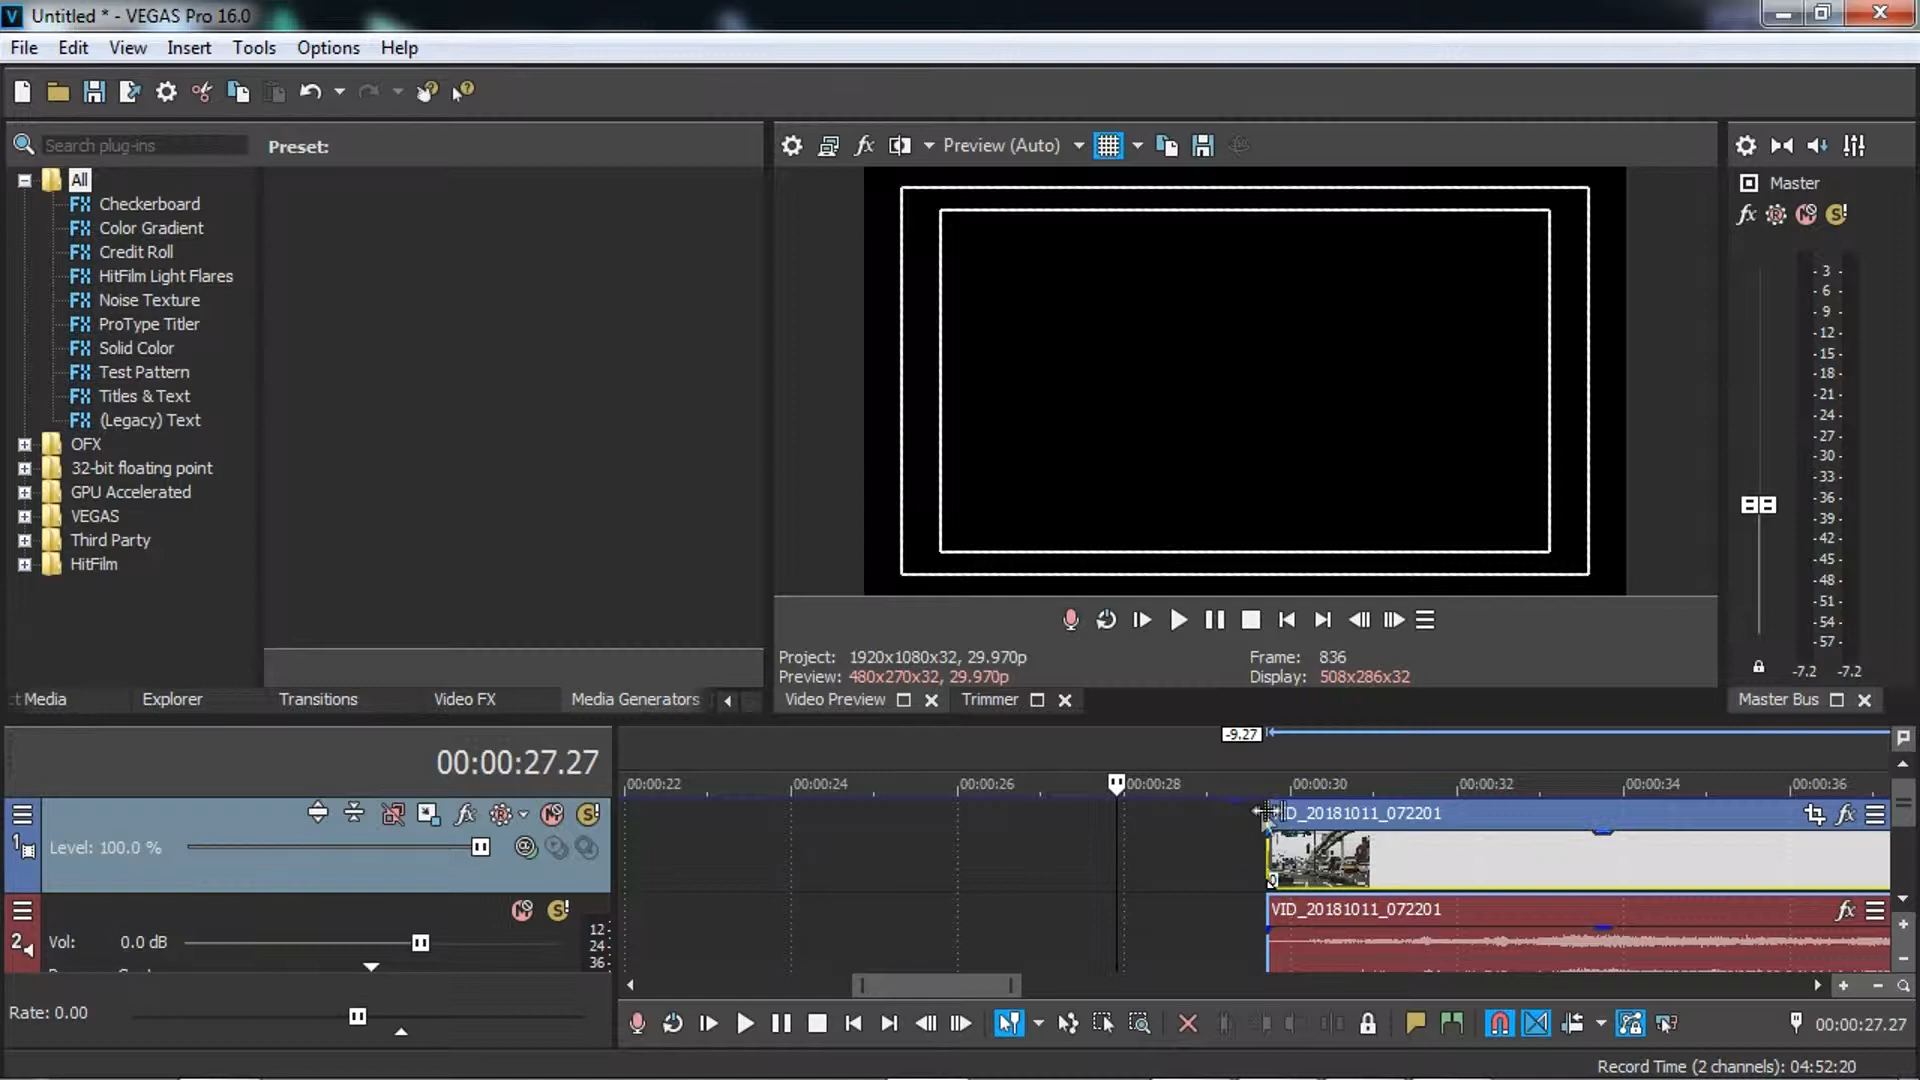 Untitled * - VEGAS Pro 16.0
File Edit View Insert Tools Options Help
Search plug-ins
Preset:
Preview (Auto)
All
Checkerboard
Color Gradient
Credit Roll
HitFilm Light Flares
Noise Texture
ProType Titler
Solid Color
Test Pattern
Titles & Text
(Legacy) Text
OFX
32-bit floating point
GPU Accelerated
VEGAS
Third Party
HitFilm
Master
3
6
9
12
15
18
21
24
27
30
33
36
39
42
45
48
51
54
57
-7.2 -7.2
Project: 1920x1080x32, 29.970p
Preview: 480x270x32, 29.970p
Frame: 836
Display: 508x286x32
ct Media Explorer Transitions Video FX Media Generators
Video Preview Trimmer
Master Bus
00:00:27.27
-9.27
00:00:22 00:00:24 00:00:26 00:00:28 00:00:30 00:00:32 00:00:34 00:00:36
1
Level: 100.0 %
ID_20181011_072201
2
Vol: 0.0 dB
12
24
36
VID_20181011_072201
Rate: 0.00
00:00:27.27
Record Time (2 channels): 04:52:20